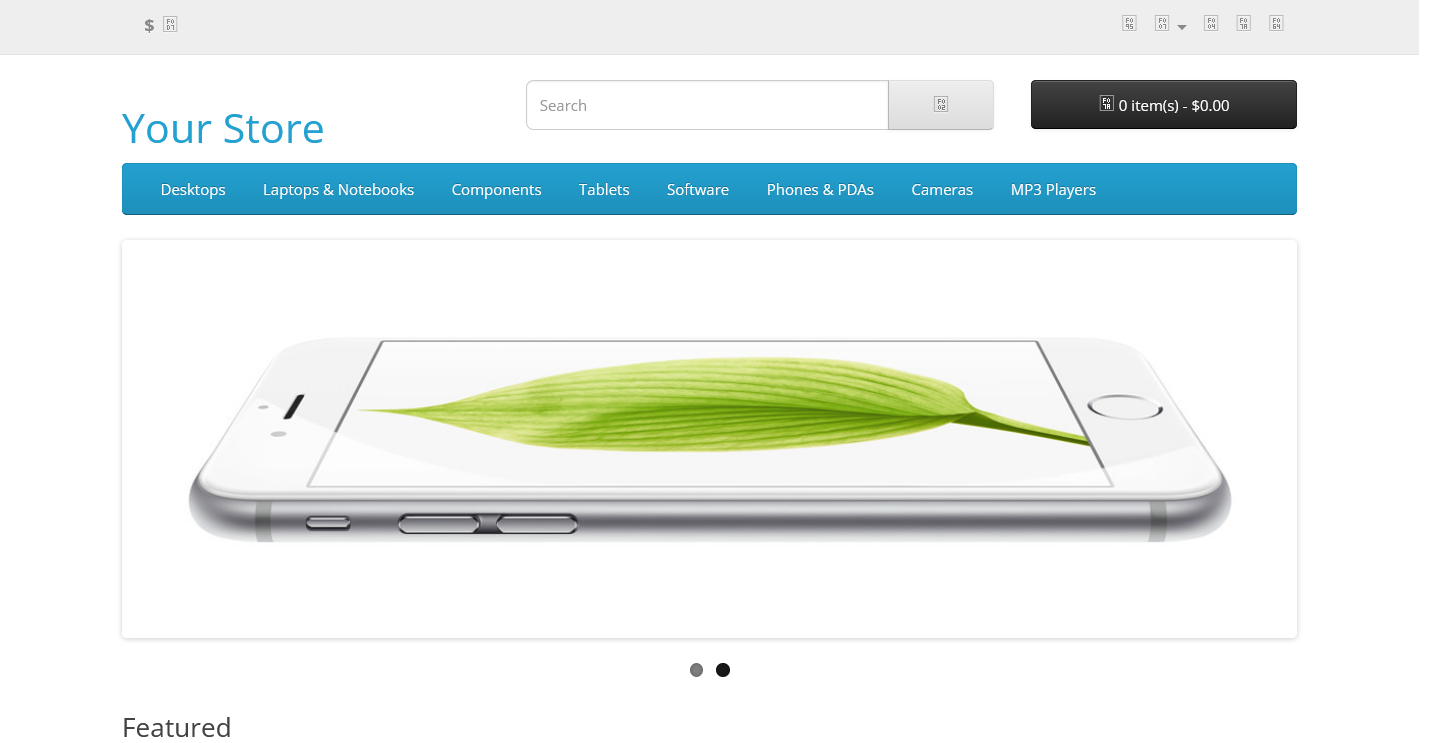 $
Search
0 item(s) - $0.00
Your Store
Desktops Laptops & Notebooks Components Tablets Software Phones & PDAs Cameras MP3 Players
Featured